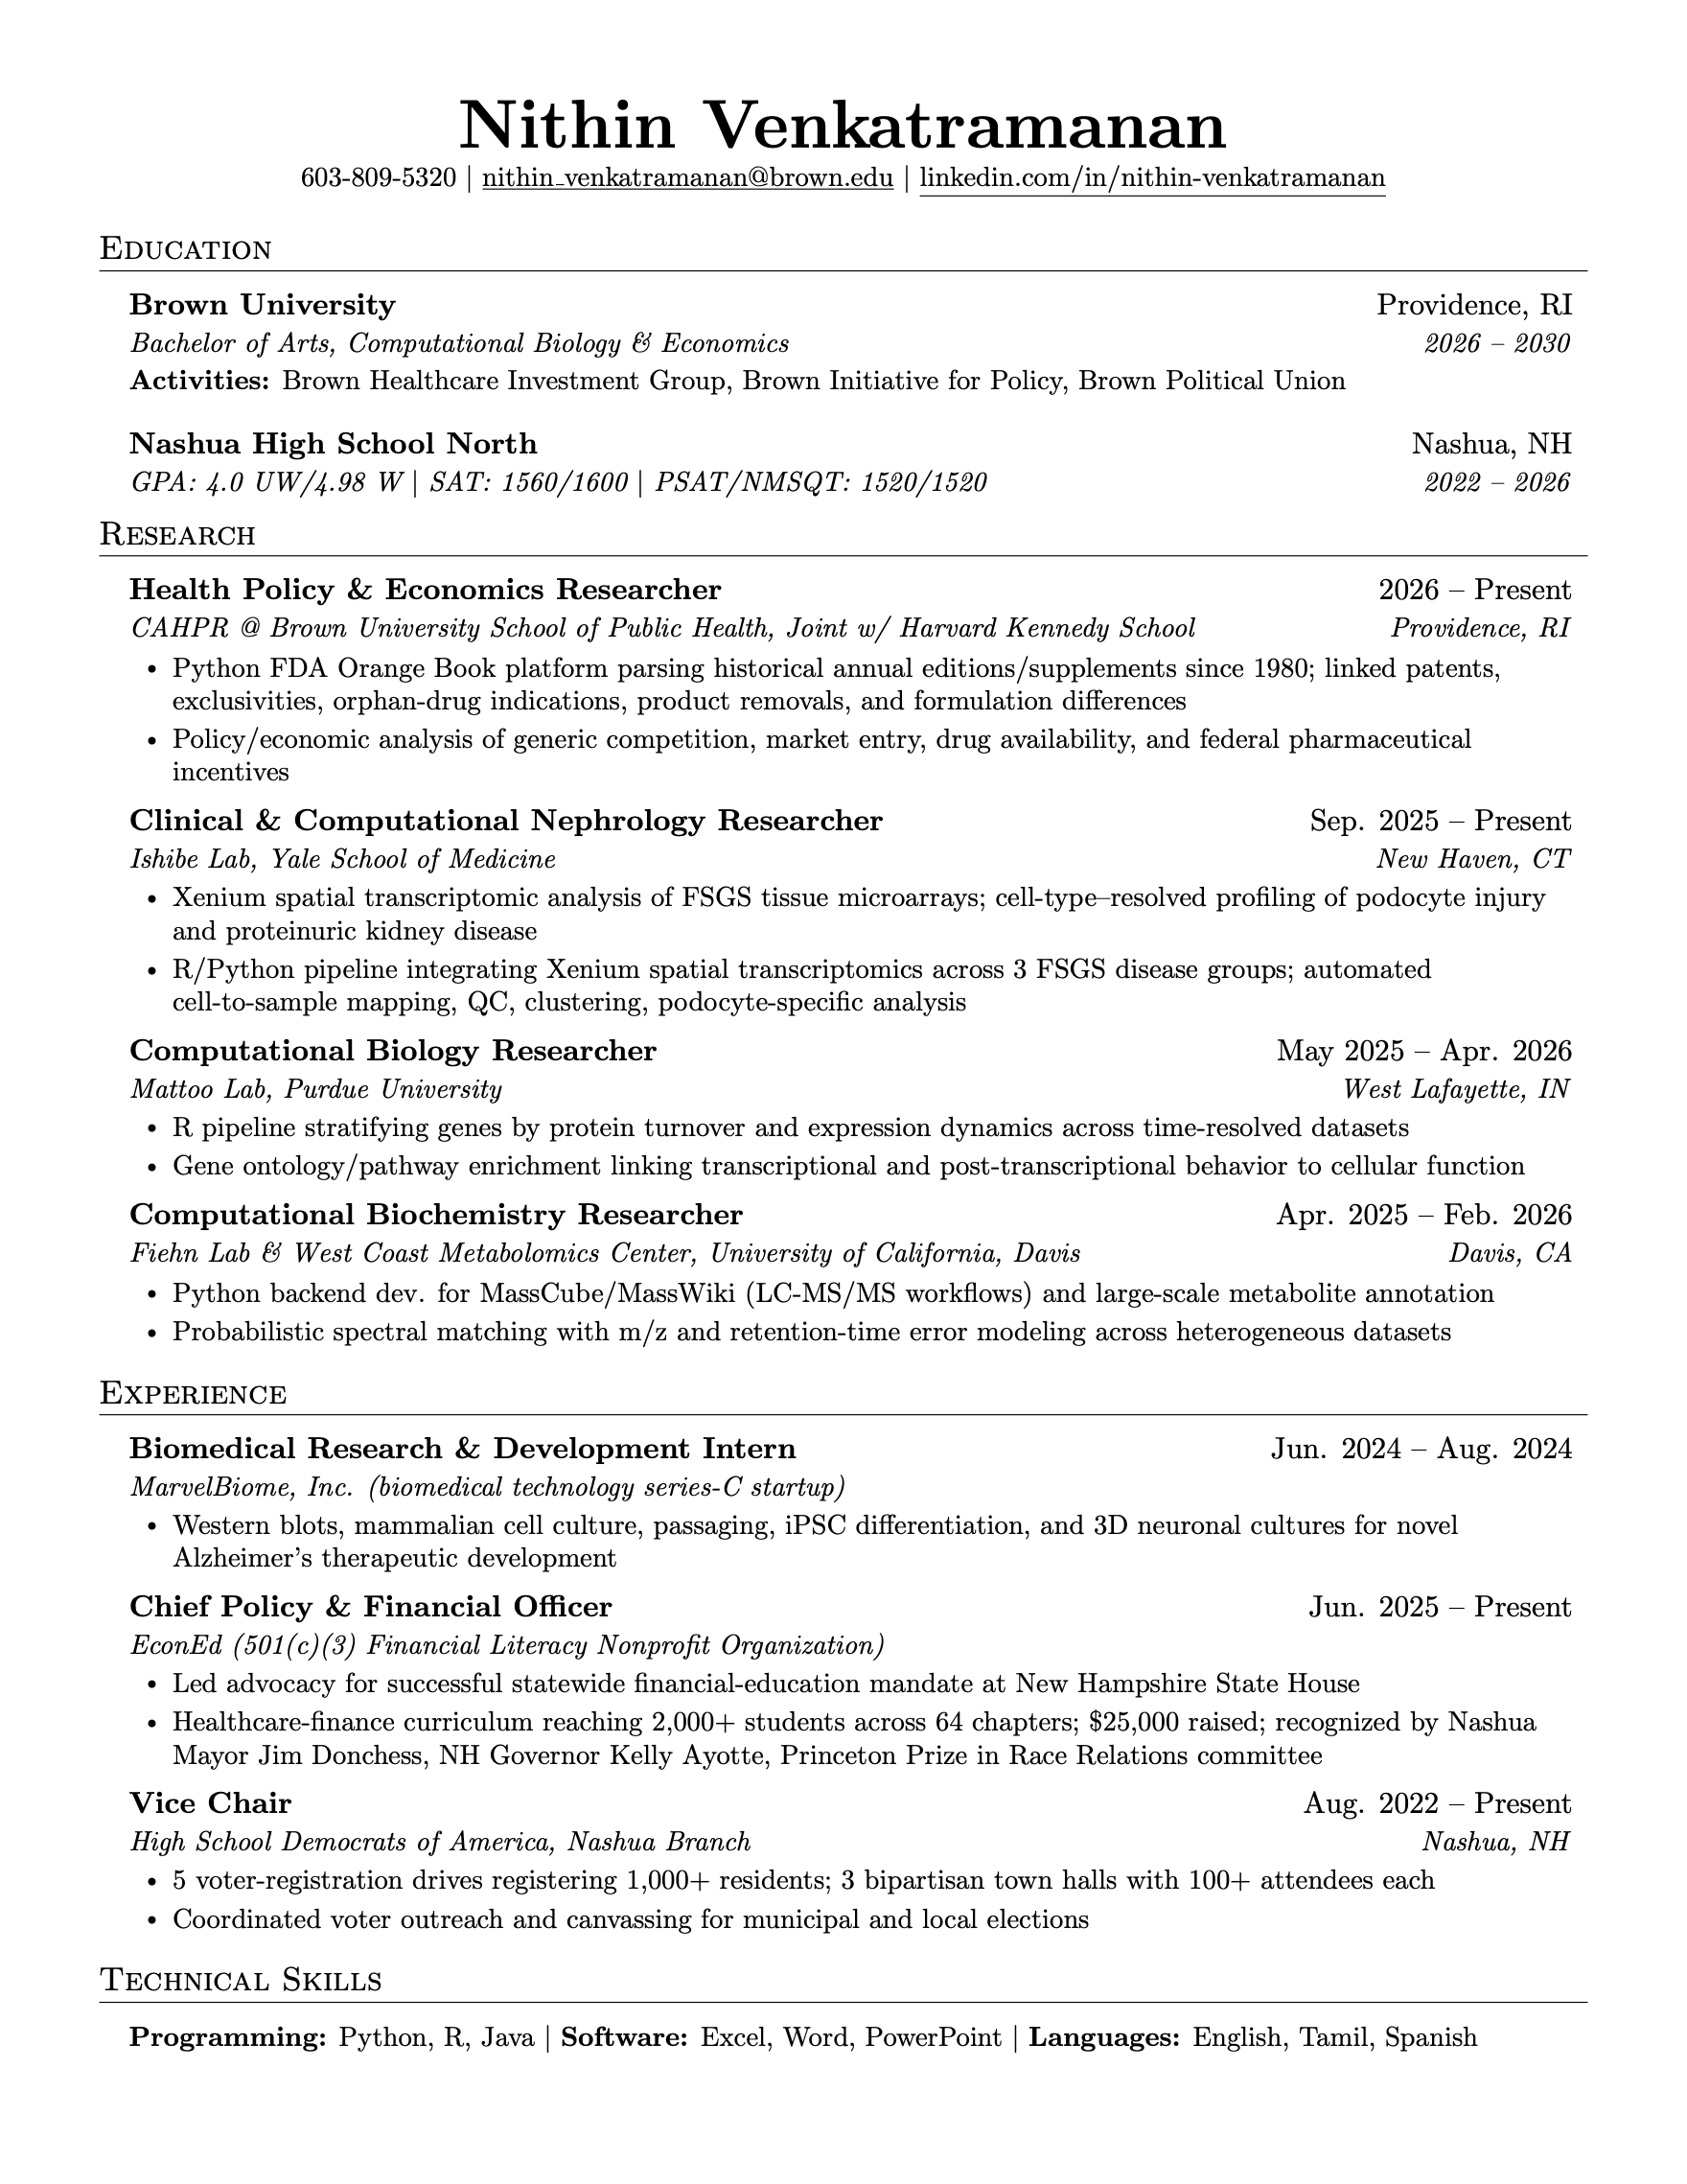 Nithin Venkatramanan
603-809-5320 | nithin_venkatramanan@brown.edu | linkedin.com/in/nithin-venkatramanan
Education
Brown University Providence, RI
Bachelor of Arts, Computational Biology & Economics 2026 – 2030
Activities: Brown Healthcare Investment Group, Brown Initiative for Policy, Brown Political Union
Nashua High School North Nashua, NH
GPA: 4.0 UW/4.98 W | SAT: 1560/1600 | PSAT/NMSQT: 1520/1520 2022 – 2026
Research
Health Policy & Economics Researcher 2026 – Present
CAHPR @ Brown University School of Public Health, Joint w/ Harvard Kennedy School Providence, RI
• Python FDA Orange Book platform parsing historical annual editions/supplements since 1980; linked patents,
exclusivities, orphan-drug indications, product removals, and formulation differences
• Policy/economic analysis of generic competition, market entry, drug availability, and federal pharmaceutical
incentives
Clinical & Computational Nephrology Researcher Sep. 2025 – Present
Ishibe Lab, Yale School of Medicine New Haven, CT
• Xenium spatial transcriptomic analysis of FSGS tissue microarrays; cell-type–resolved profiling of podocyte injury
and proteinuric kidney disease
• R/Python pipeline integrating Xenium spatial transcriptomics across 3 FSGS disease groups; automated
cell-to-sample mapping, QC, clustering, podocyte-specific analysis
Computational Biology Researcher May 2025 – Apr. 2026
Mattoo Lab, Purdue University West Lafayette, IN
• R pipeline stratifying genes by protein turnover and expression dynamics across time-resolved datasets
• Gene ontology/pathway enrichment linking transcriptional and post-transcriptional behavior to cellular function
Computational Biochemistry Researcher Apr. 2025 – Feb. 2026
Fiehn Lab & West Coast Metabolomics Center, University of California, Davis Davis, CA
• Python backend dev. for MassCube/MassWiki (LC-MS/MS workflows) and large-scale metabolite annotation
• Probabilistic spectral matching with m/z and retention-time error modeling across heterogeneous datasets
Experience
Biomedical Research & Development Intern Jun. 2024 – Aug. 2024
MarvelBiome, Inc. (biomedical technology series-C startup)
• Western blots, mammalian cell culture, passaging, iPSC differentiation, and 3D neuronal cultures for novel
Alzheimer's therapeutic development
Chief Policy & Financial Officer Jun. 2025 – Present
EconEd (501(c)(3) Financial Literacy Nonprofit Organization)
• Led advocacy for successful statewide financial-education mandate at New Hampshire State House
• Healthcare-finance curriculum reaching 2,000+ students across 64 chapters; $25,000 raised; recognized by Nashua
Mayor Jim Donchess, NH Governor Kelly Ayotte, Princeton Prize in Race Relations committee
Vice Chair Aug. 2022 – Present
High School Democrats of America, Nashua Branch Nashua, NH
• 5 voter-registration drives registering 1,000+ residents; 3 bipartisan town halls with 100+ attendees each
• Coordinated voter outreach and canvassing for municipal and local elections
Technical Skills
Programming: Python, R, Java | Software: Excel, Word, PowerPoint | Languages: English, Tamil, Spanish